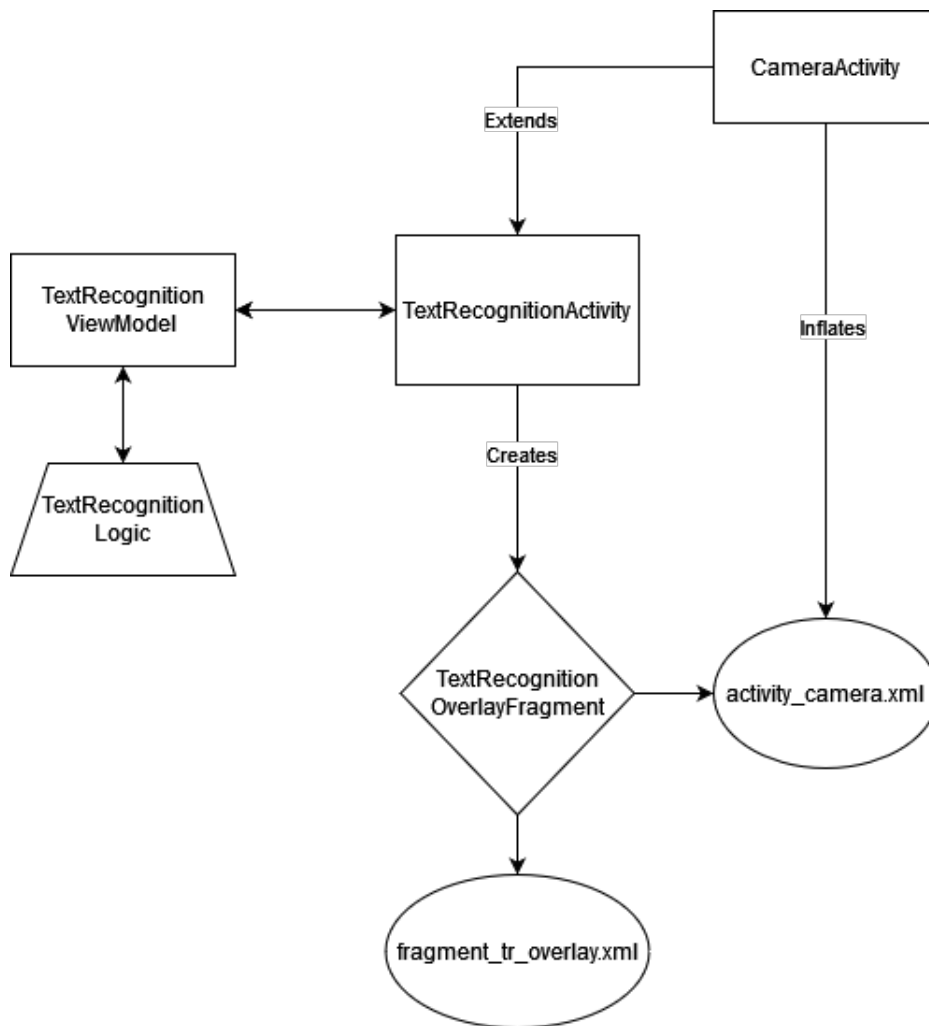 CameraActivity
Extends
TextRecognition
ViewModel
TextRecognitionActivity
Inflates
Creates
TextRecognition
Logic
TextRecognition
OverlayFragment
activity_camera.xml
fragment_tr_overlay.xml